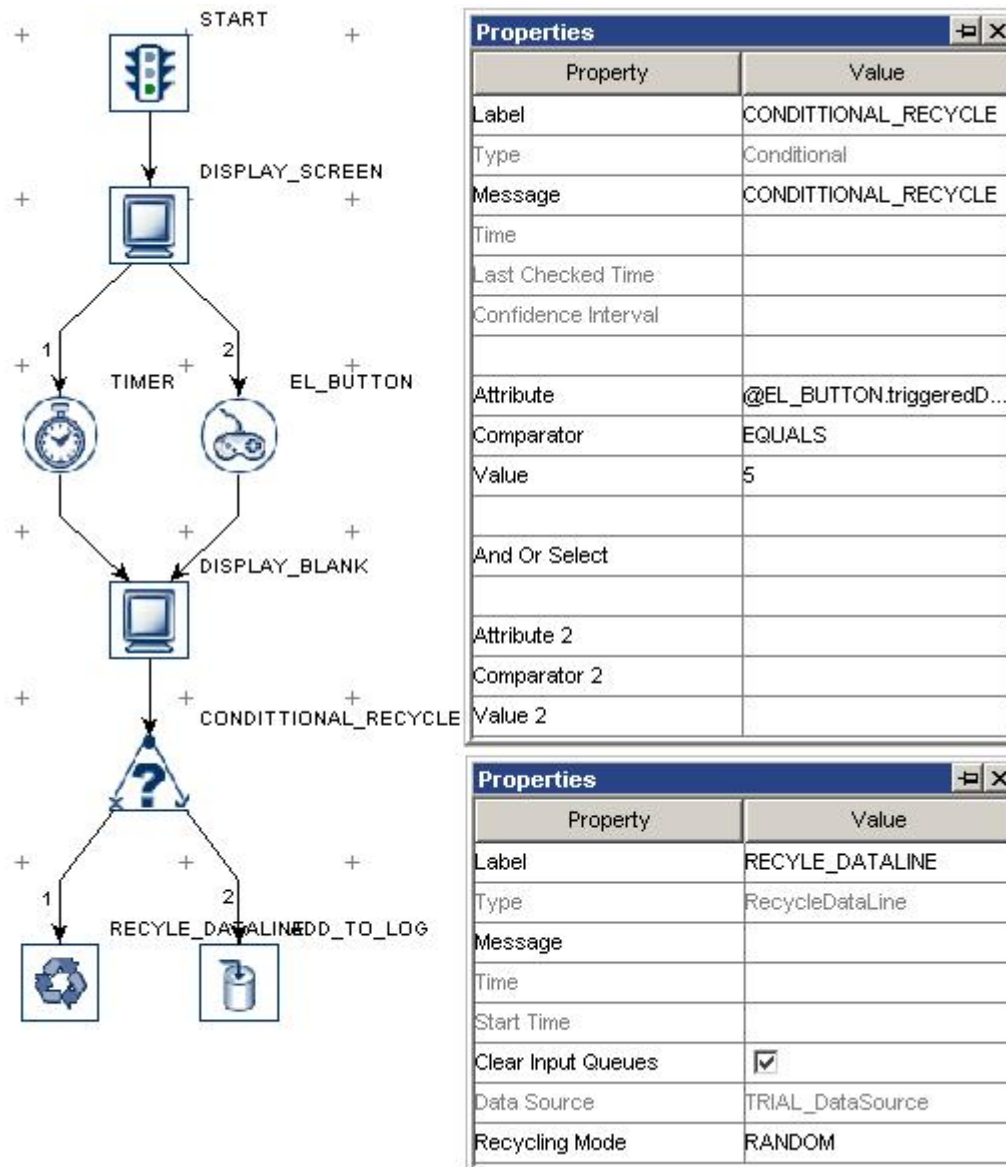 START
DISPLAY_SCREEN
1
2
TIMER
EL_BUTTON
DISPLAY_BLANK
CONDITTIONAL_RECYCLE
?
1
2
RECYLE_DATALINE
ADD_TO_LOG
Properties
Property Value
Label CONDITTIONAL_RECYCLE
Type Conditional
Message CONDITTIONAL_RECYCLE
Time
Last Checked Time
Confidence Interval
Attribute @EL_BUTTON.triggeredD...
Comparator EQUALS
Value 5
And Or Select
Attribute 2
Comparator 2
Value 2
Properties
Property Value
Label RECYLE_DATALINE
Type RecycleDataLine
Message
Time
Start Time
Clear Input Queues
Data Source TRIAL_DataSource
Recycling Mode RANDOM